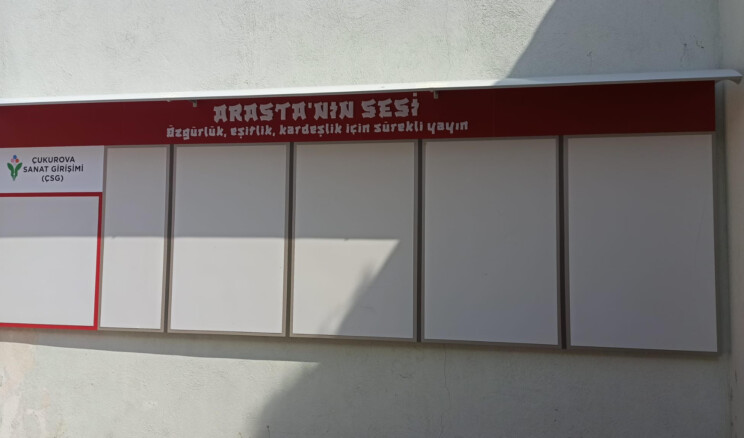 ARASTA'NIN SESİ
Özgürlük, eşitlik, kardeşlik için sürekli yayın
ÇUKUROVA
SANAT GİRİŞİMİ
(ÇSG)